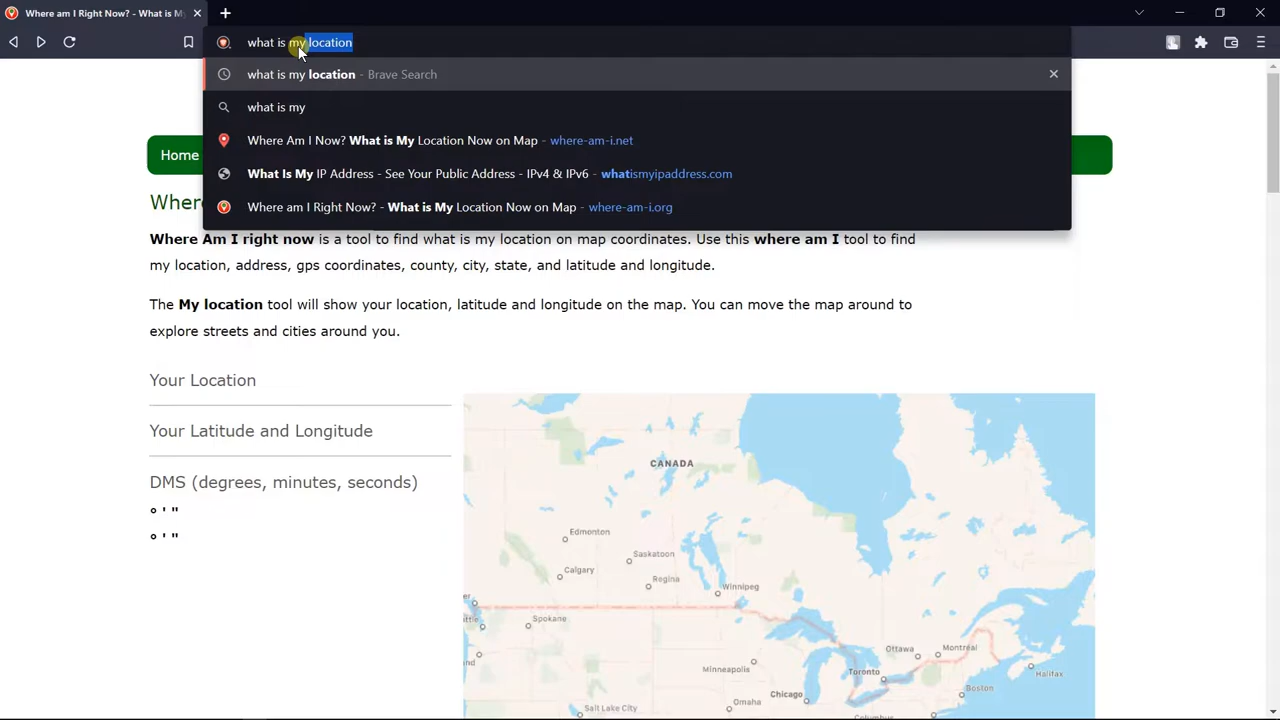 Where am I Right Now? - What is M
what is my location
what is my location - Brave Search
what is my
Where Am I Now? What is My Location Now on Map - where-am-i.net
What Is My IP Address - See Your Public Address - IPv4 & IPv6 - whatismyipaddress.com
Where am I Right Now? - What is My Location Now on Map - where-am-i.org
Home
Where
Where Am I right now is a tool to find what is my location on map coordinates. Use this where am I tool to find
my location, address, gps coordinates, county, city, state, and latitude and longitude.
The My location tool will show your location, latitude and longitude on the map. You can move the map around to
explore streets and cities around you.
Your Location
Your Latitude and Longitude
DMS (degrees, minutes, seconds)
° ' "
° ' "
CANADA
Edmonton
Saskatoon
Calgary
Regina
Winnipeg
Spokane
Ottawa
Montréal
Minneapolis
Toronto
Halifax
Boston
Chicago
Omaha
Salt Lake City